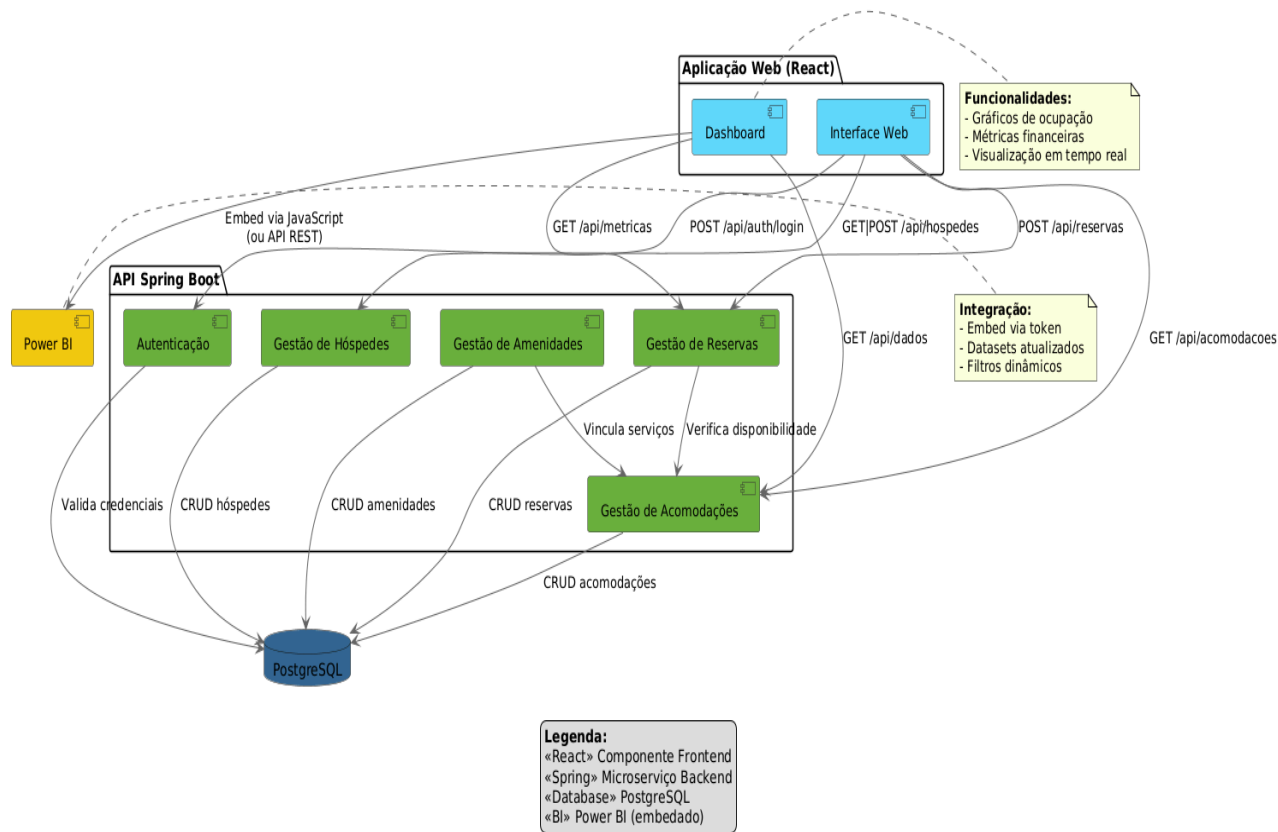 Aplicação Web (React)
Dashboard
Interface Web
Funcionalidades:
- Gráficos de ocupação
- Métricas financeiras
- Visualização em tempo real
Embed via JavaScript
(ou API REST)
GET /api/metricas
POST /api/auth/login
GET|POST /api/hospedes
POST /api/reservas
API Spring Boot
Power BI
Autenticação
Gestão de Hóspedes
Gestão de Amenidades
Gestão de Reservas
GET /api/dados
Integração:
- Embed via token
- Datasets atualizados
- Filtros dinâmicos
GET /api/acomodacoes
Vincula serviços
Verifica disponibilidade
Valida credenciais
CRUD hóspedes
CRUD amenidades
CRUD reservas
Gestão de Acomodações
CRUD acomodações
PostgreSQL
Legenda:
«React» Componente Frontend
«Spring» Microserviço Backend
«Database» PostgreSQL
«BI» Power BI (embedado)